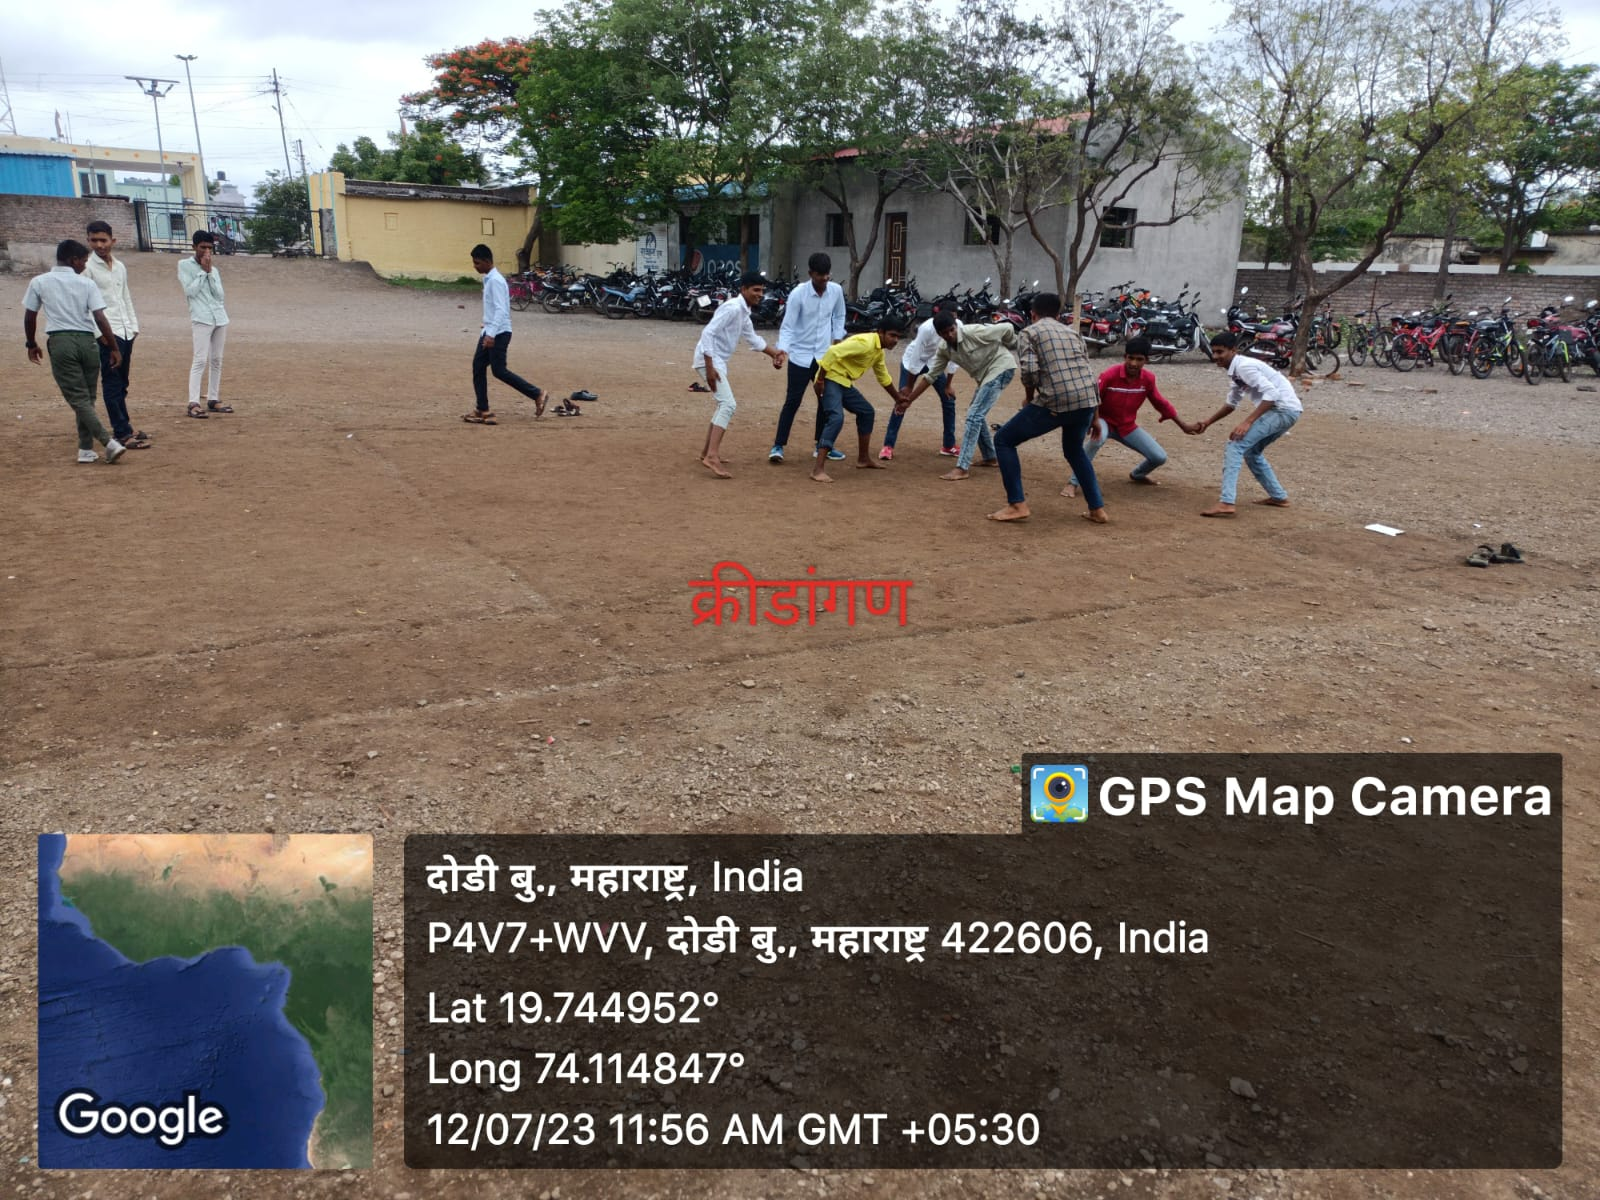 क्रीडांगण
GPS Map Camera
दोडी बु., महाराष्ट्र, India
P4V7+WVV, दोडी बु., महाराष्ट्र 422606, India
Lat 19.744952°
Long 74.114847°
12/07/23 11:56 AM GMT +05:30
Google